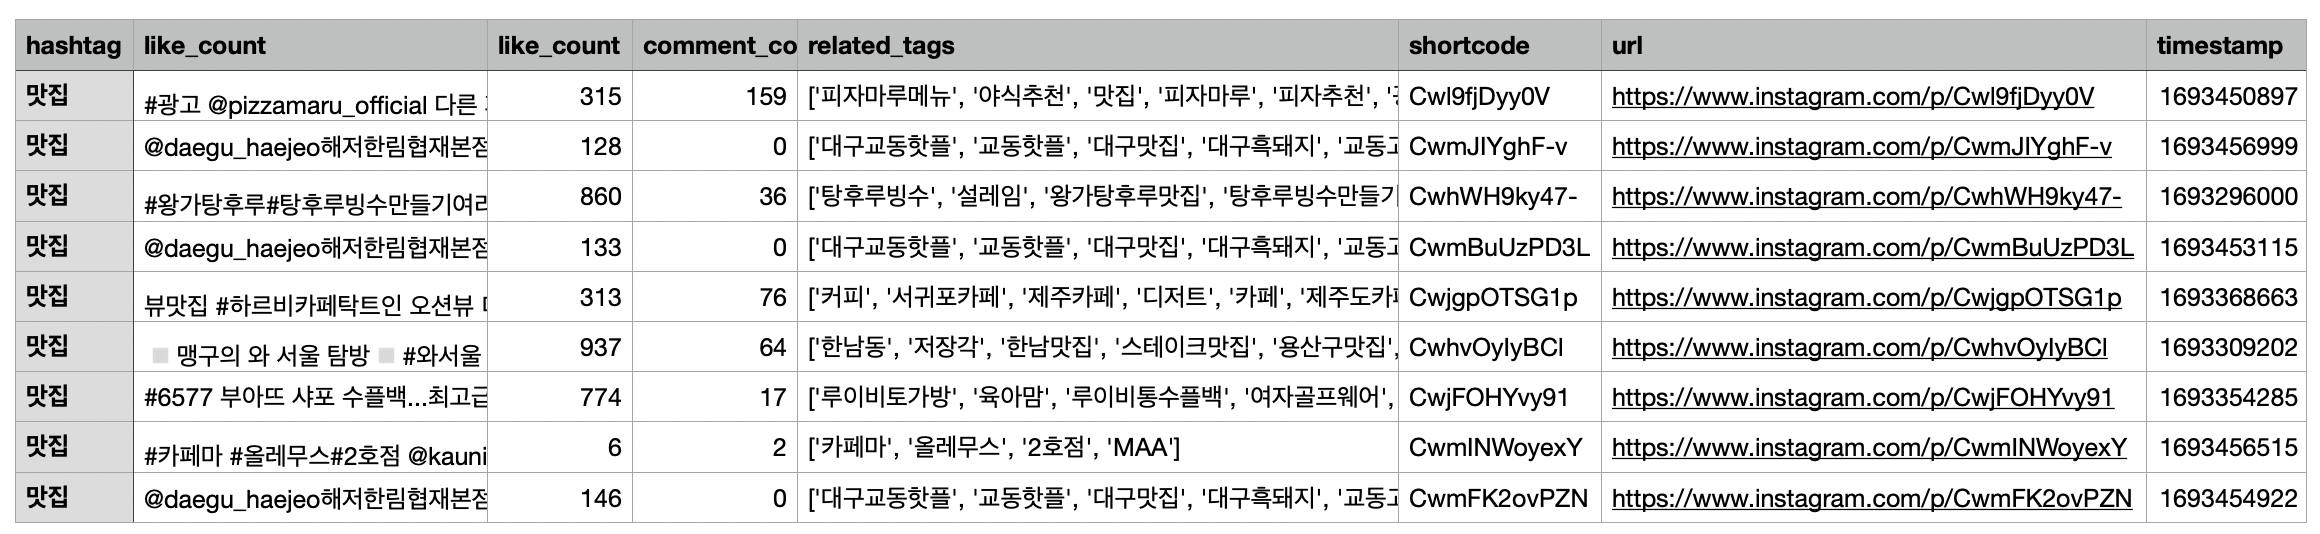 hashtag like_count like_count comment_co related_tags shortcode url timestamp
맛집 #광고 @pizzamaru_official 다른 315 159 ['피자마루메뉴', '야식추천', '맛집', '피자마루', '피자추천', ' Cwl9fjDyy0V https://www.instagram.com/p/Cwl9fjDyy0V 1693450897
맛집 @daegu_haejeo해저한림협재본점 128 0 ['대구교동핫플', '교동핫플', '대구맛집', '대구흑돼지', '교동고 CwmJIYghF-v https://www.instagram.com/p/CwmJIYghF-v 1693456999
맛집 #왕가탕후루#탕후루빙수만들기여러 860 36 ['탕후루빙수', '설레임', '왕가탕후루맛집', '탕후루빙수만들기 CwhWH9ky47- https://www.instagram.com/p/CwhWH9ky47- 1693296000
맛집 @daegu_haejeo해저한림협재본점 133 0 ['대구교동핫플', '교동핫플', '대구맛집', '대구흑돼지', '교동고 CwmBuUzPD3L https://www.instagram.com/p/CwmBuUzPD3L 1693453115
맛집 뷰맛집 #하르비카페탁트인 오션뷰 313 76 ['커피', '서귀포카페', '제주카페', '디저트', '카페', '제주도카페 CwjgpOTSG1p https://www.instagram.com/p/CwjgpOTSG1p 1693368663
맛집 맹구의 와 서울 탐방 #와서울 937 64 ['한남동', '저장각', '한남맛집', '스테이크맛집', '용산구맛집', CwhvOyIyBCl https://www.instagram.com/p/CwhvOyIyBCl 1693309202
맛집 #6577 부아뜨 샤포 수플백...최고급 774 17 ['루이비토가방', '육아맘', '루이비통수플백', '여자골프웨어', CwjFOHYvy91 https://www.instagram.com/p/CwjFOHYvy91 1693354285
맛집 #카페마 #올레무스#2호점 @kauni 6 2 ['카페마', '올레무스', '2호점', 'MAA'] CwmINWoyexY https://www.instagram.com/p/CwmINWoyexY 1693456515
맛집 @daegu_haejeo해저한림협재본점 146 0 ['대구교동핫플', '교동핫플', '대구맛집', '대구흑돼지', '교동고 CwmFK2ovPZN https://www.instagram.com/p/CwmFK2ovPZN 1693454922